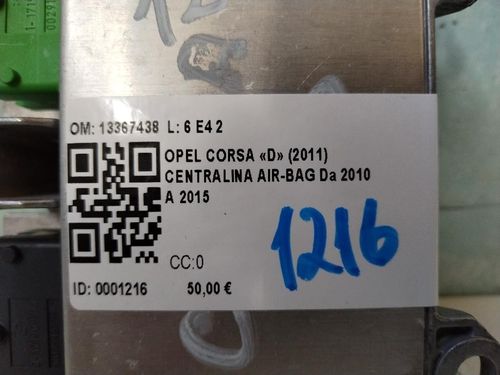 OM: 13367438 L: 6 E4 2
OPEL CORSA «D» (2011)
CENTRALINA AIR-BAG Da 2010
A 2015
CC:0
1216
ID: 0001216 50,00 €